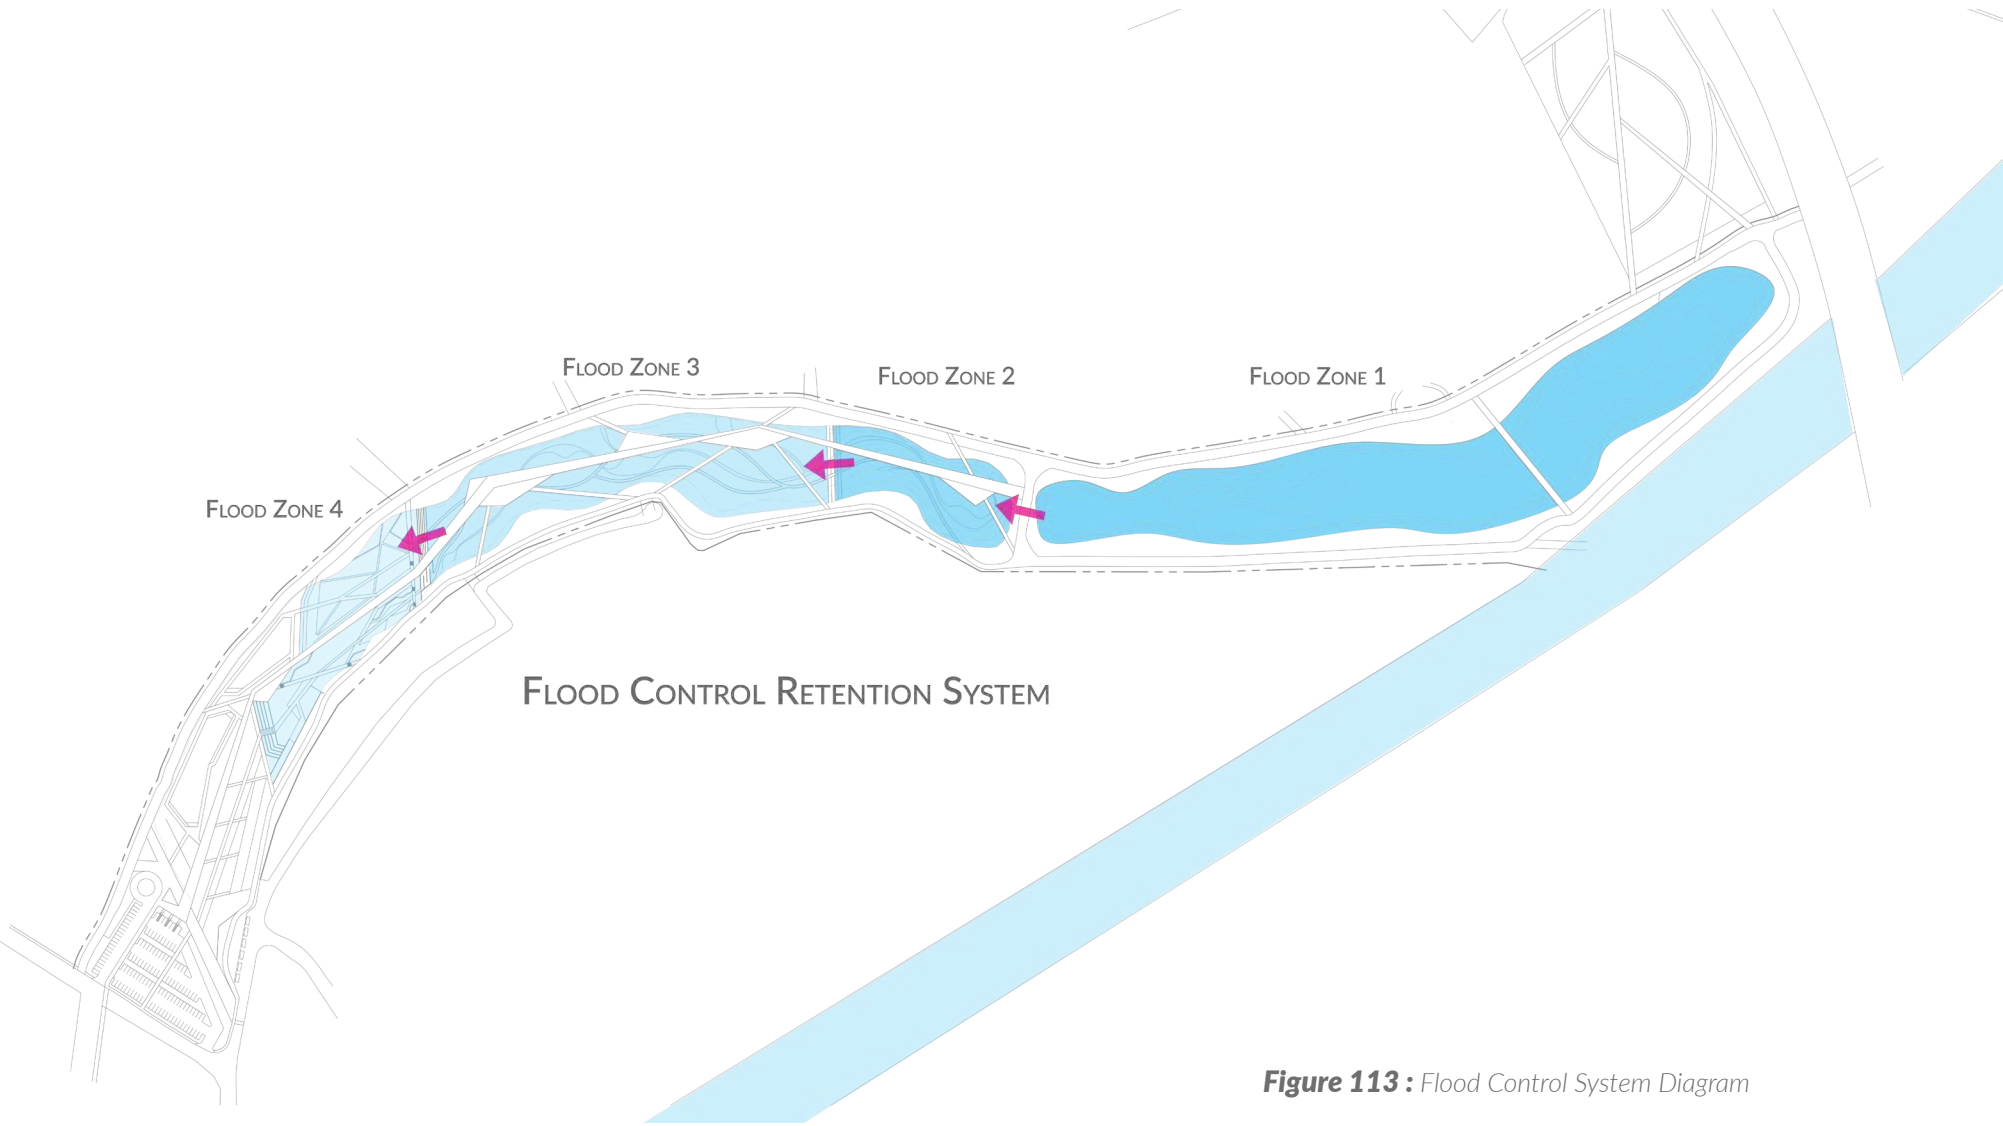 Flood Zone 3
Flood Zone 2
Flood Zone 1
Flood Zone 4
Flood Control Retention System
Figure 113 : Flood Control System Diagram